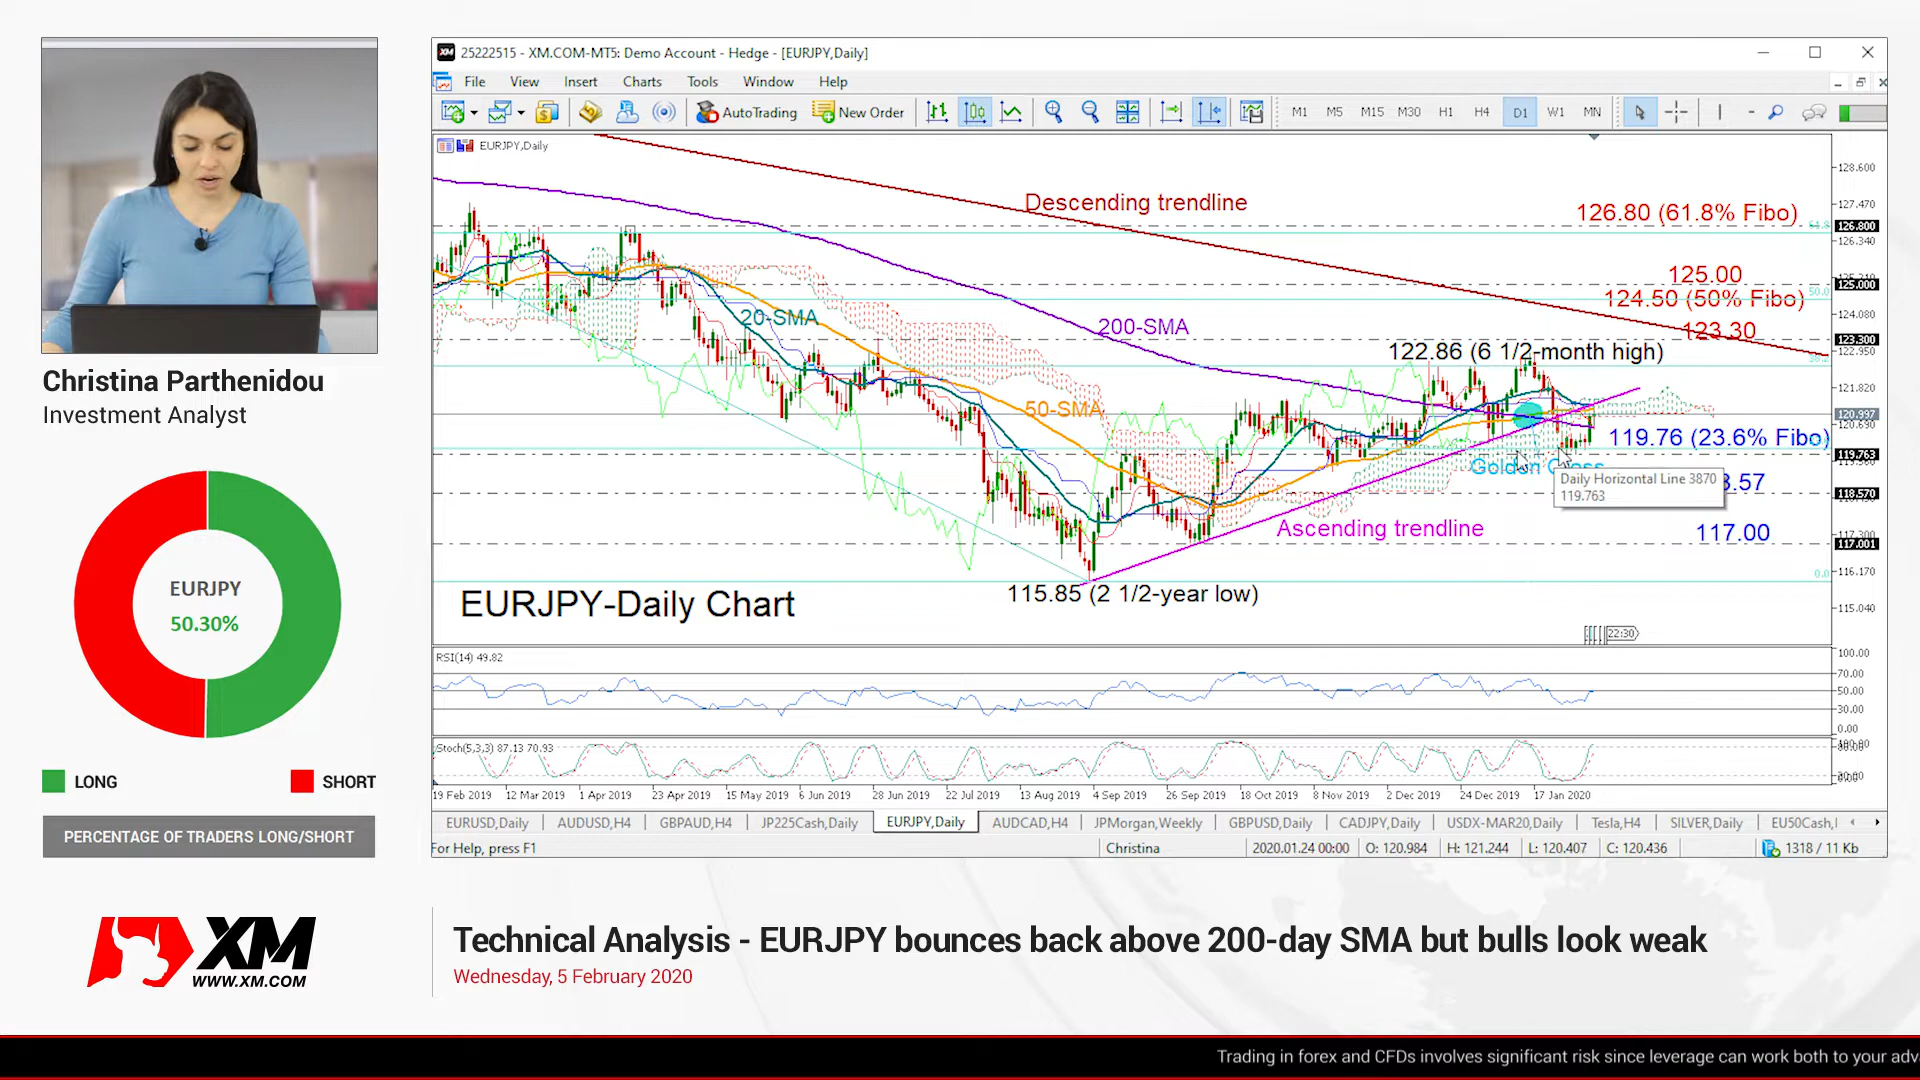 Christina Parthenidou
Investment Analyst
EURJPY
50.30%
LONG
SHORT
PERCENTAGE OF TRADERS LONG/SHORT
25222515 - XM.COM-MT5: Demo Account - Hedge - [EURJPY,Daily]
File View Insert Charts Tools Window Help
AutoTrading New Order M1 M5 M15 M30 H1 H4 D1 W1 MN
EURJPY,Daily
Descending trendline
126.80 (61.8% Fibo)
125.00
124.50 (50% Fibo)
123.30
20-SMA
200-SMA
122.86 (6 1/2-month high)
50-SMA
119.76 (23.6% Fibo)
Golden
Daily Horizontal Line 3870
119.763
3.57
Ascending trendline
117.00
115.85 (2 1/2-year low)
EURJPY-Daily Chart
22:30
128.600
127.470
126.800
126.340
125.000
124.080
123.300
122.950
121.820
120.997
120.690
119.763
118.570
117.001
116.170
115.040
61.8
50.0
0.0
RSI(14) 49.82
100.00
70.00
50.00
30.00
0.00
Stoch(5,3,3) 87.13 70.93
19 Feb 2019 12 Mar 2019 1 Apr 2019 23 Apr 2019 15 May 2019 6 Jun 2019 28 Jun 2019 22 Jul 2019 13 Aug 2019 4 Sep 2019 26 Sep 2019 18 Oct 2019 8 Nov 2019 2 Dec 2019 24 Dec 2019 17 Jan 2020
EURUSD,Daily AUDUSD,H4 GBPAUD,H4 JP225Cash,Daily EURJPY,Daily AUDCAD,H4 JPMorgan,Weekly GBPUSD,Daily CADJPY,Daily USDX-MAR20,Daily Tesla,H4 SILVER,Daily EU50Cash,
For Help, press F1 Christina 2020.01.24 00:00 O: 120.984 H: 121.244 L: 120.407 C: 120.436 1318 / 11 Kb
XM
WWW.XM.COM
Technical Analysis - EURJPY bounces back above 200-day SMA but bulls look weak
Wednesday, 5 February 2020
Trading in forex and CFDs involves significant risk since leverage can work both to your adv